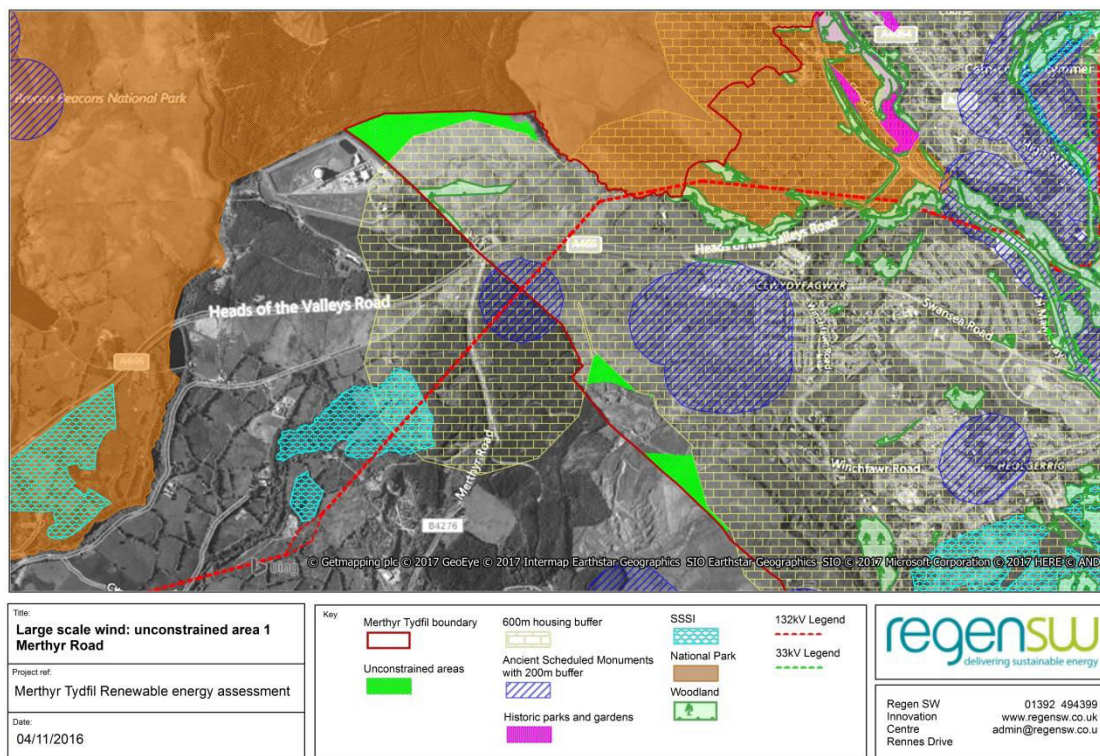 Brecon Beacons National Park
A4054
Heads of the Valleys Road
A465
CLWYDYFAGWYR
Swansea Road
Heads of the Valleys Road
A465
Winchfawr Road
Merthyr Road
Winchfawr Road
HEOLGERRIG
B4276
bing
© Getmapping plc © 2017 GeoEye © 2017 Intermap Earthstar Geographics SIO Earthstar Geographics SIO © 2017 Microsoft Corporation © 2017 HERE © AND
Title:
Large scale wind: unconstrained area 1
Merthyr Road
Project ref:
Merthyr Tydfil Renewable energy assessment
Date:
04/11/2016
Key
Merthyr Tydfil boundary
Unconstrained areas
600m housing buffer
Ancient Scheduled Monuments
with 200m buffer
Historic parks and gardens
SSSI
National Park
Woodland
132kV Legend
33kV Legend
regensw
delivering sustainable energy
Regen SW
Innovation
Centre
Rennes Drive
01392 494399
www.regensw.co.uk
admin@regensw.co.u